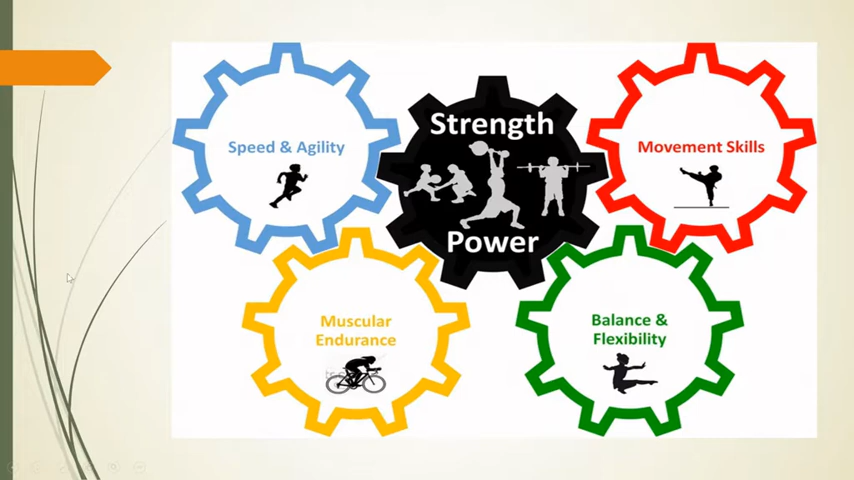 Speed & Agility
Strength
Power
Movement Skills
Muscular
Endurance
Balance &
Flexibility